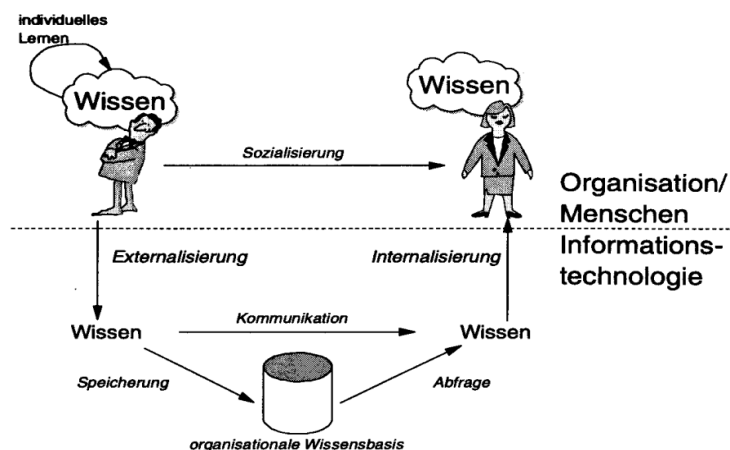 individuelles
Lernen
Wissen
Wissen
Sozialisierung
Organisation/
Menschen
Informations-
technologie
Externalisierung
Internalisierung
Kommunikation
Wissen
Wissen
Speicherung
Abfrage
organisationale Wissensbasis